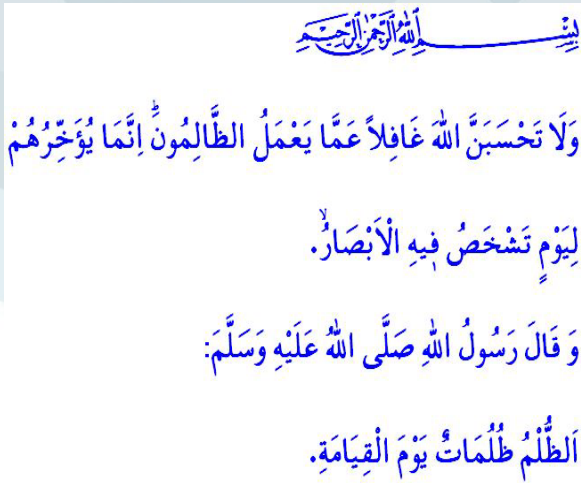 بِسْمِ اللّٰهِ الرَّحْمٰنِ الرَّحِيمِ
وَلَا تَحْسَبَنَّ اللّٰهَ غَافِلاً عَمَّا يَعْمَلُ الظَّالِمُونَۜ اِنَّمَا يُؤَخِّرُهُمْ
لِيَوْمٍ تَشْخَصُ فِيهِ الْاَبْصَارُۙ.
وَ قَالَ رَسُولُ اللّٰهِ صَلَّى اللّٰهُ عَلَيْهِ وَسَلَّمَ:
اَلظُّلْمُ ظُلُمَاتٌ يَوْمَ الْقِيَامَةِ.